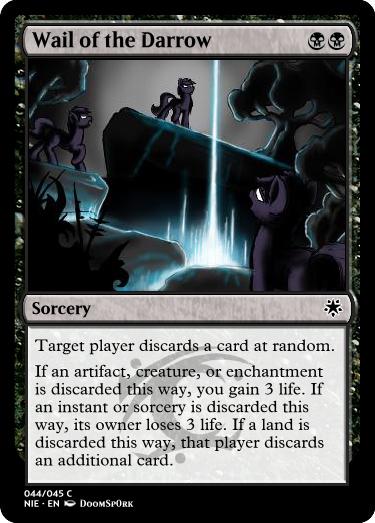 Wail of the Darrow
Sorcery
Target player discards a card at random.
If an artifact, creature, or enchantment
is discarded this way, you gain 3 life. If
an instant or sorcery is discarded this
way, its owner loses 3 life. If a land is
discarded this way, that player discards
an additional card.
044/045 C
NIE • EN DoomSp0rk